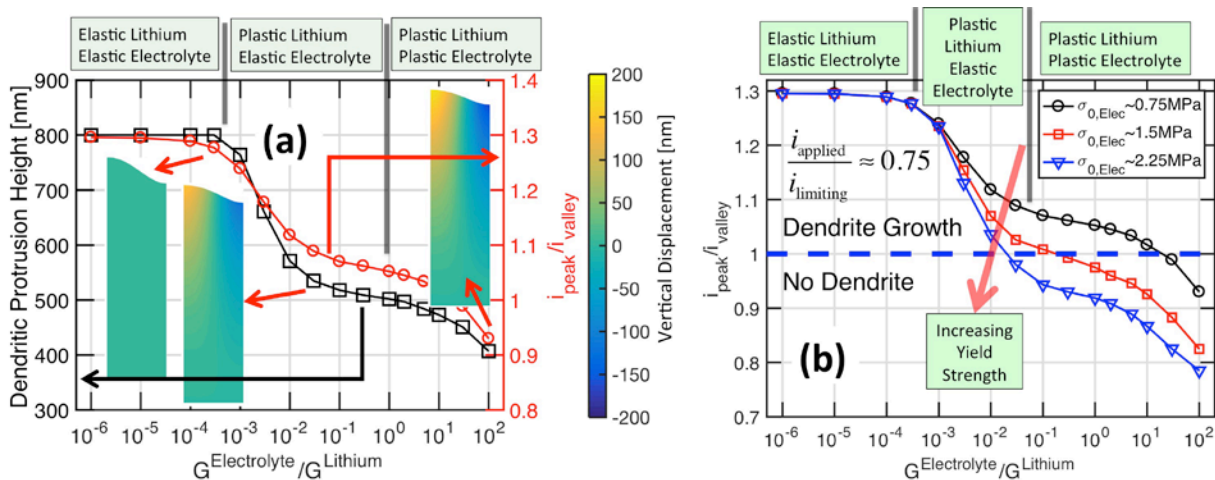 Elastic Lithium
Elastic Electrolyte
Plastic Lithium
Elastic Electrolyte
Plastic Lithium
Plastic Electrolyte
(a)
Dendritic Protrusion Height [nm]
900
800
700
600
500
400
300
10^-6
10^-5
10^-4
10^-3
10^-2
10^-1
10^0
10^1
10^2
G^Electrolyte/G^Lithium
1.4
1.3
1.2
1.1
1
0.9
0.8
i_peak/i_valley
Vertical Displacement [nm]
200
150
100
50
0
-50
-100
-150
-200
Elastic Lithium
Elastic Electrolyte
Plastic
Lithium
Elastic
Electrolyte
Plastic Lithium
Plastic Electrolyte
σ_0,Elec~0.75MPa
σ_0,Elec~1.5MPa
σ_0,Elec~2.25MPa
i_applied/i_limiting ≈ 0.75
Dendrite Growth
No Dendrite
Increasing
Yield
Strength
(b)
i_peak/i_valley
1.3
1.2
1.1
1
0.9
0.8
0.7
10^-6
10^-5
10^-4
10^-3
10^-2
10^-1
10^0
10^1
10^2
G^Electrolyte/G^Lithium